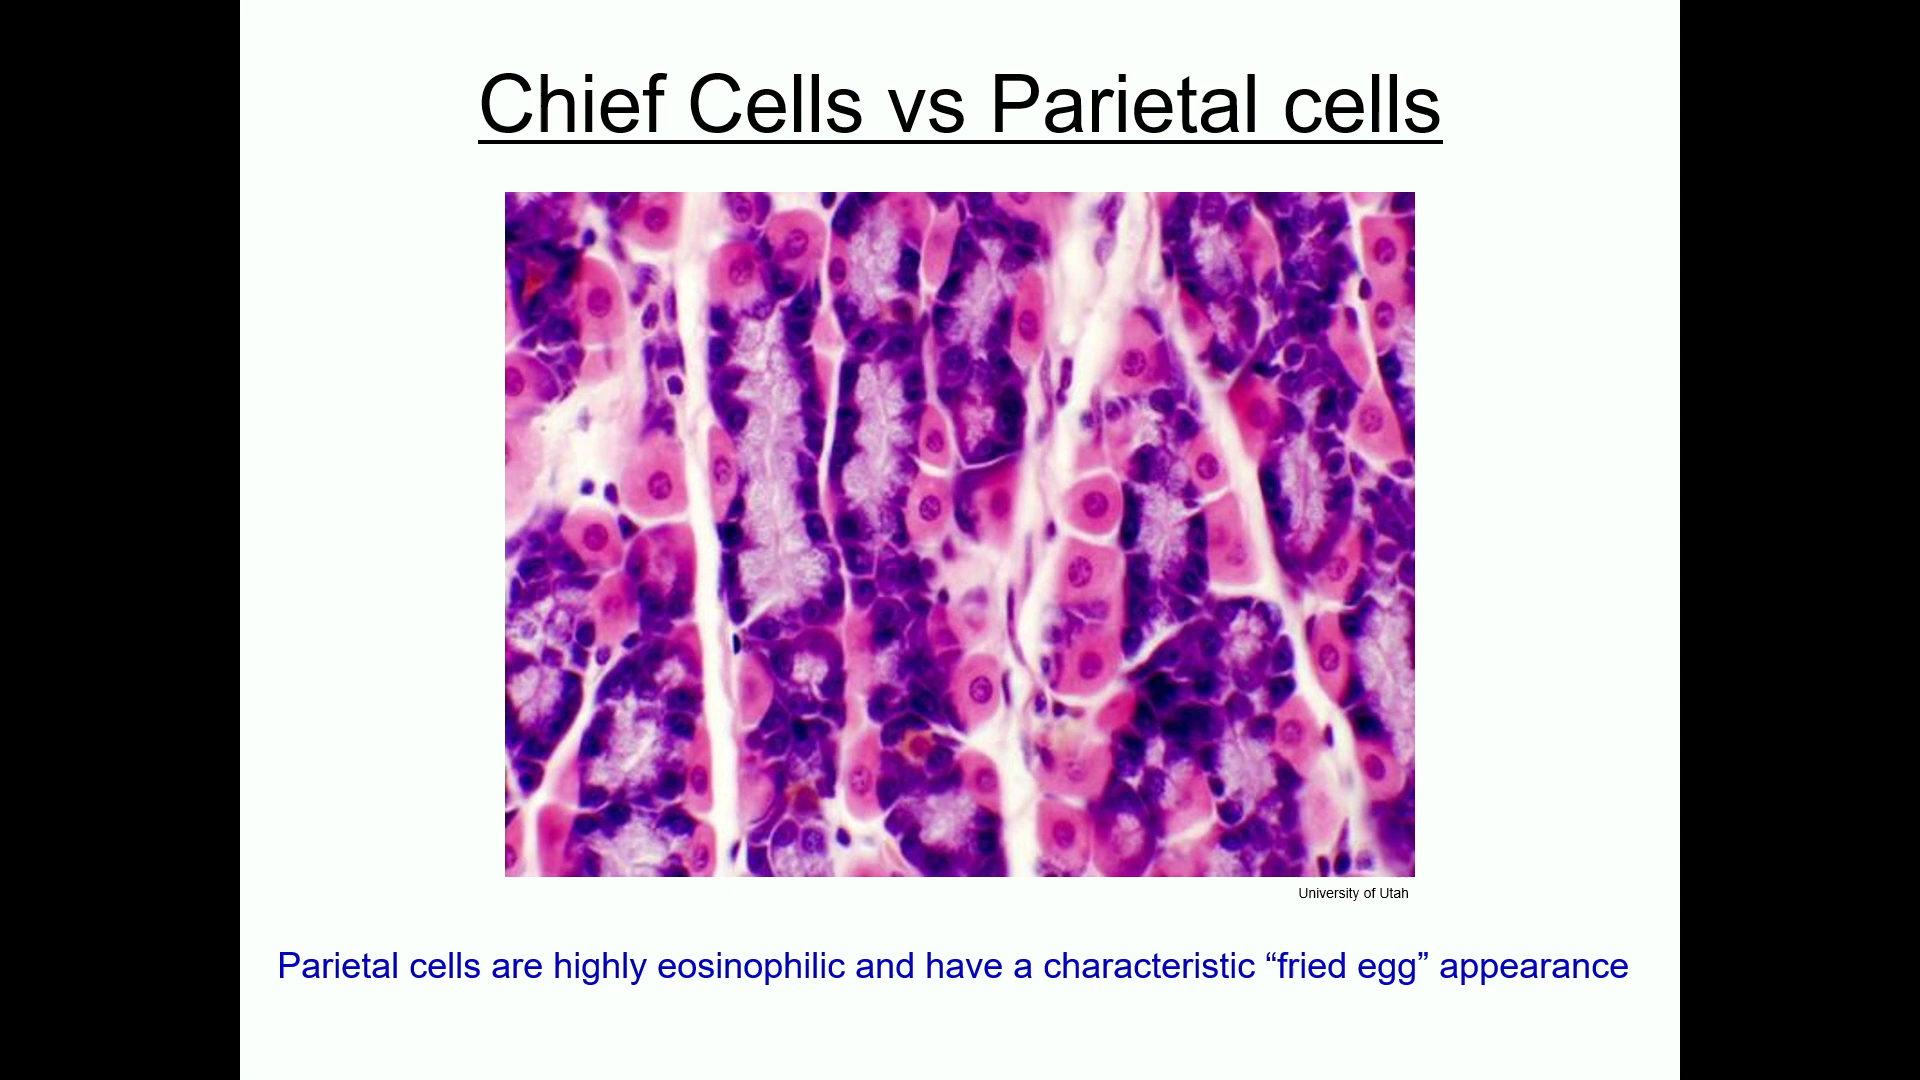 Chief Cells vs Parietal cells
University of Utah
Parietal cells are highly eosinophilic and have a characteristic “fried egg” appearance